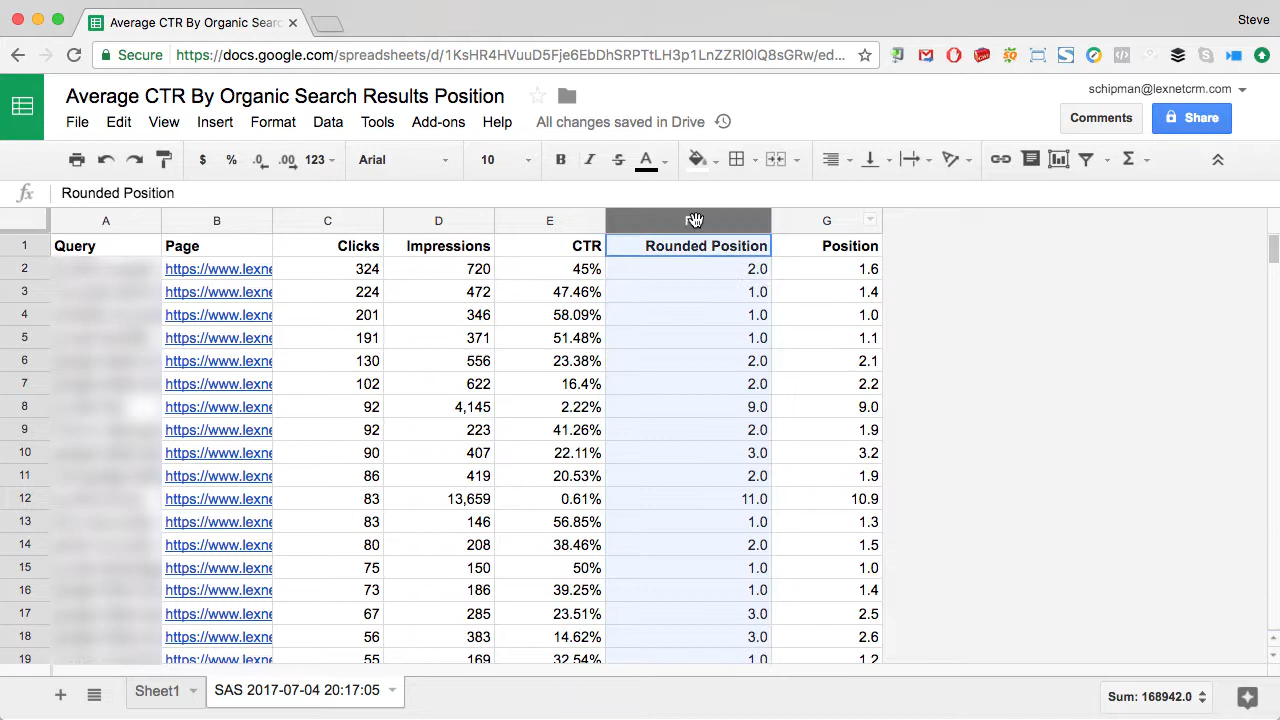 Average CTR By Organic Searc
Steve
Secure https://docs.google.com/spreadsheets/d/1KsHR4HVuuD5Fje6EbDhSRPTtLH3p1LnZZRl0lQ8sGRw/ed...
Average CTR By Organic Search Results Position
schipman@lexnetcrm.com
File Edit View Insert Format Data Tools Add-ons Help All changes saved in Drive
Comments Share
$ % .0 .00 123 Arial 10 B I S A Σ
fx Rounded Position
A B C D E G
1 Query Page Clicks Impressions CTR Rounded Position Position
2 https://www.lexne 324 720 45% 2.0 1.6
3 https://www.lexne 224 472 47.46% 1.0 1.4
4 https://www.lexne 201 346 58.09% 1.0 1.0
5 https://www.lexne 191 371 51.48% 1.0 1.1
6 https://www.lexne 130 556 23.38% 2.0 2.1
7 https://www.lexne 102 622 16.4% 2.0 2.2
8 https://www.lexne 92 4,145 2.22% 9.0 9.0
9 https://www.lexne 92 223 41.26% 2.0 1.9
10 https://www.lexne 90 407 22.11% 3.0 3.2
11 https://www.lexne 86 419 20.53% 2.0 1.9
12 https://www.lexne 83 13,659 0.61% 11.0 10.9
13 https://www.lexne 83 146 56.85% 1.0 1.3
14 https://www.lexne 80 208 38.46% 2.0 1.5
15 https://www.lexne 75 150 50% 1.0 1.0
16 https://www.lexne 73 186 39.25% 1.0 1.4
17 https://www.lexne 67 285 23.51% 3.0 2.5
18 https://www.lexne 56 383 14.62% 3.0 2.6
19 https://www.lexne 55 169 32.54% 1.0 1.2
Sheet1 SAS 2017-07-04 20:17:05 Sum: 168942.0